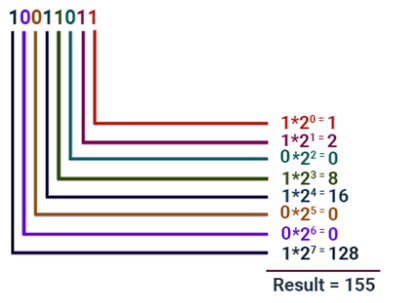 10011011
1*2⁰ = 1
1*2¹ = 2
0*2² = 0
1*2³ = 8
1*2⁴ = 16
0*2⁵ = 0
0*2⁶ = 0
1*2⁷ = 128
Result = 155